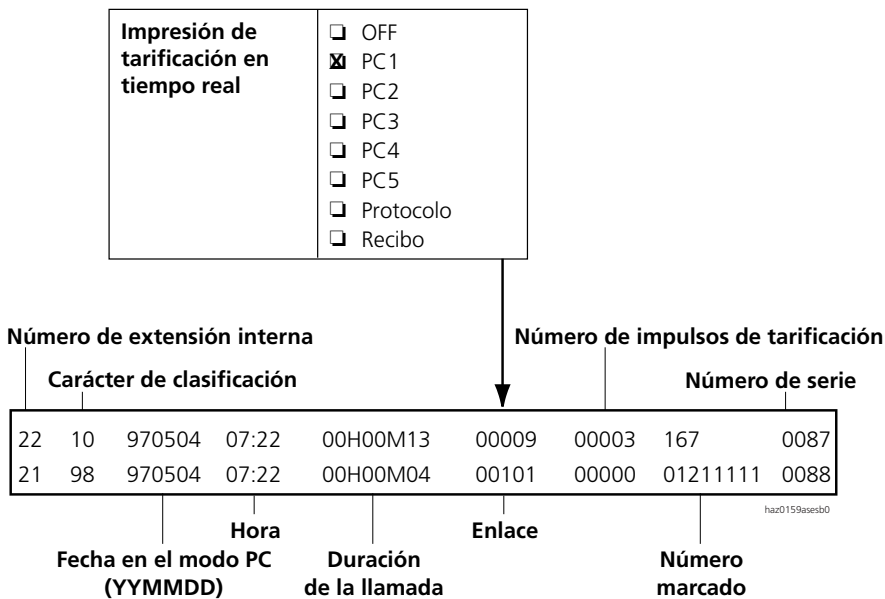 Impresión de
tarificación en
tiempo real
OFF
PC1
PC2
PC3
PC4
PC5
Protocolo
Recibo
Número de extensión interna
Número de impulsos de tarificación
Carácter de clasificación
Número de serie
22 10 970504 07:22 00H00M13 00009 00003 167 0087
21 98 970504 07:22 00H00M04 00101 00000 01211111 0088
haz0159asesb0
Hora
Enlace
Fecha en el modo PC
(YYMMDD)
Duración
de la llamada
Número
marcado